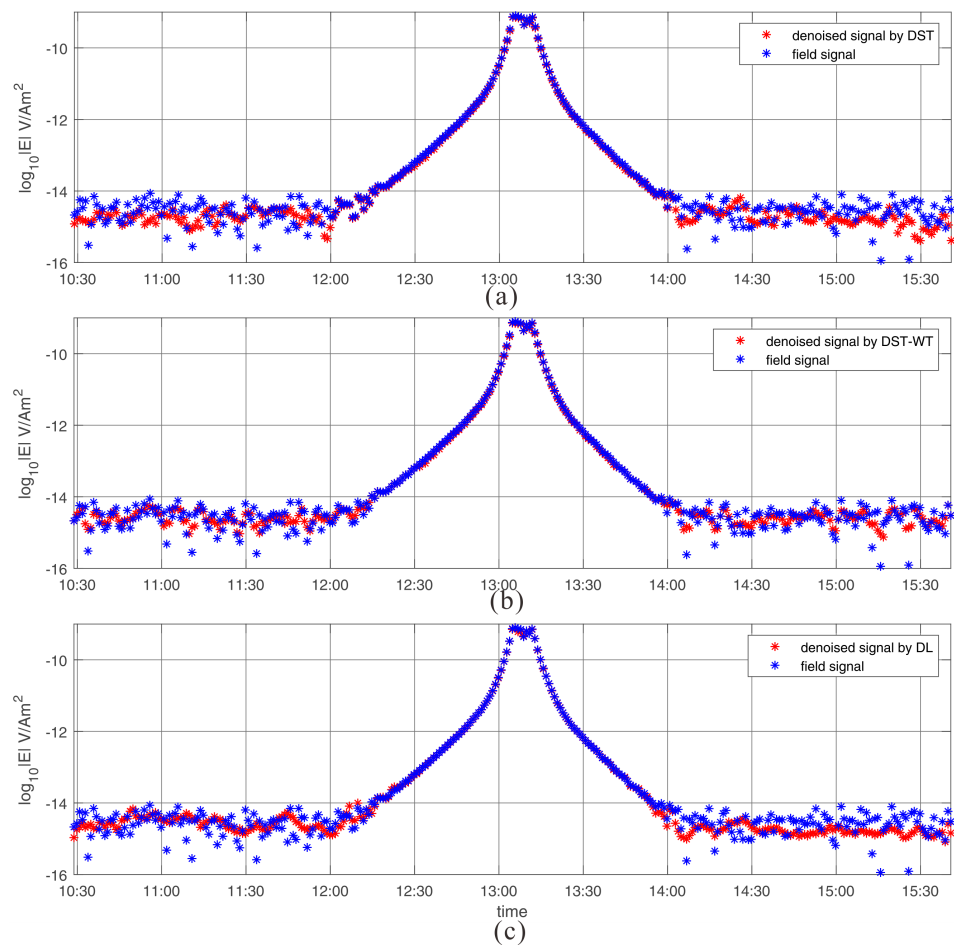 log10|E| V/Am2
-10
-12
-14
-16
denoised signal by DST
field signal
10:30 11:00 11:30 12:00 12:30 13:00 13:30 14:00 14:30 15:00 15:30
(a)
log10|E| V/Am2
-10
-12
-14
-16
denoised signal by DST-WT
field signal
10:30 11:00 11:30 12:00 12:30 13:00 13:30 14:00 14:30 15:00 15:30
(b)
log10|E| V/Am2
-10
-12
-14
-16
denoised signal by DL
field signal
10:30 11:00 11:30 12:00 12:30 13:00 13:30 14:00 14:30 15:00 15:30
time
(c)